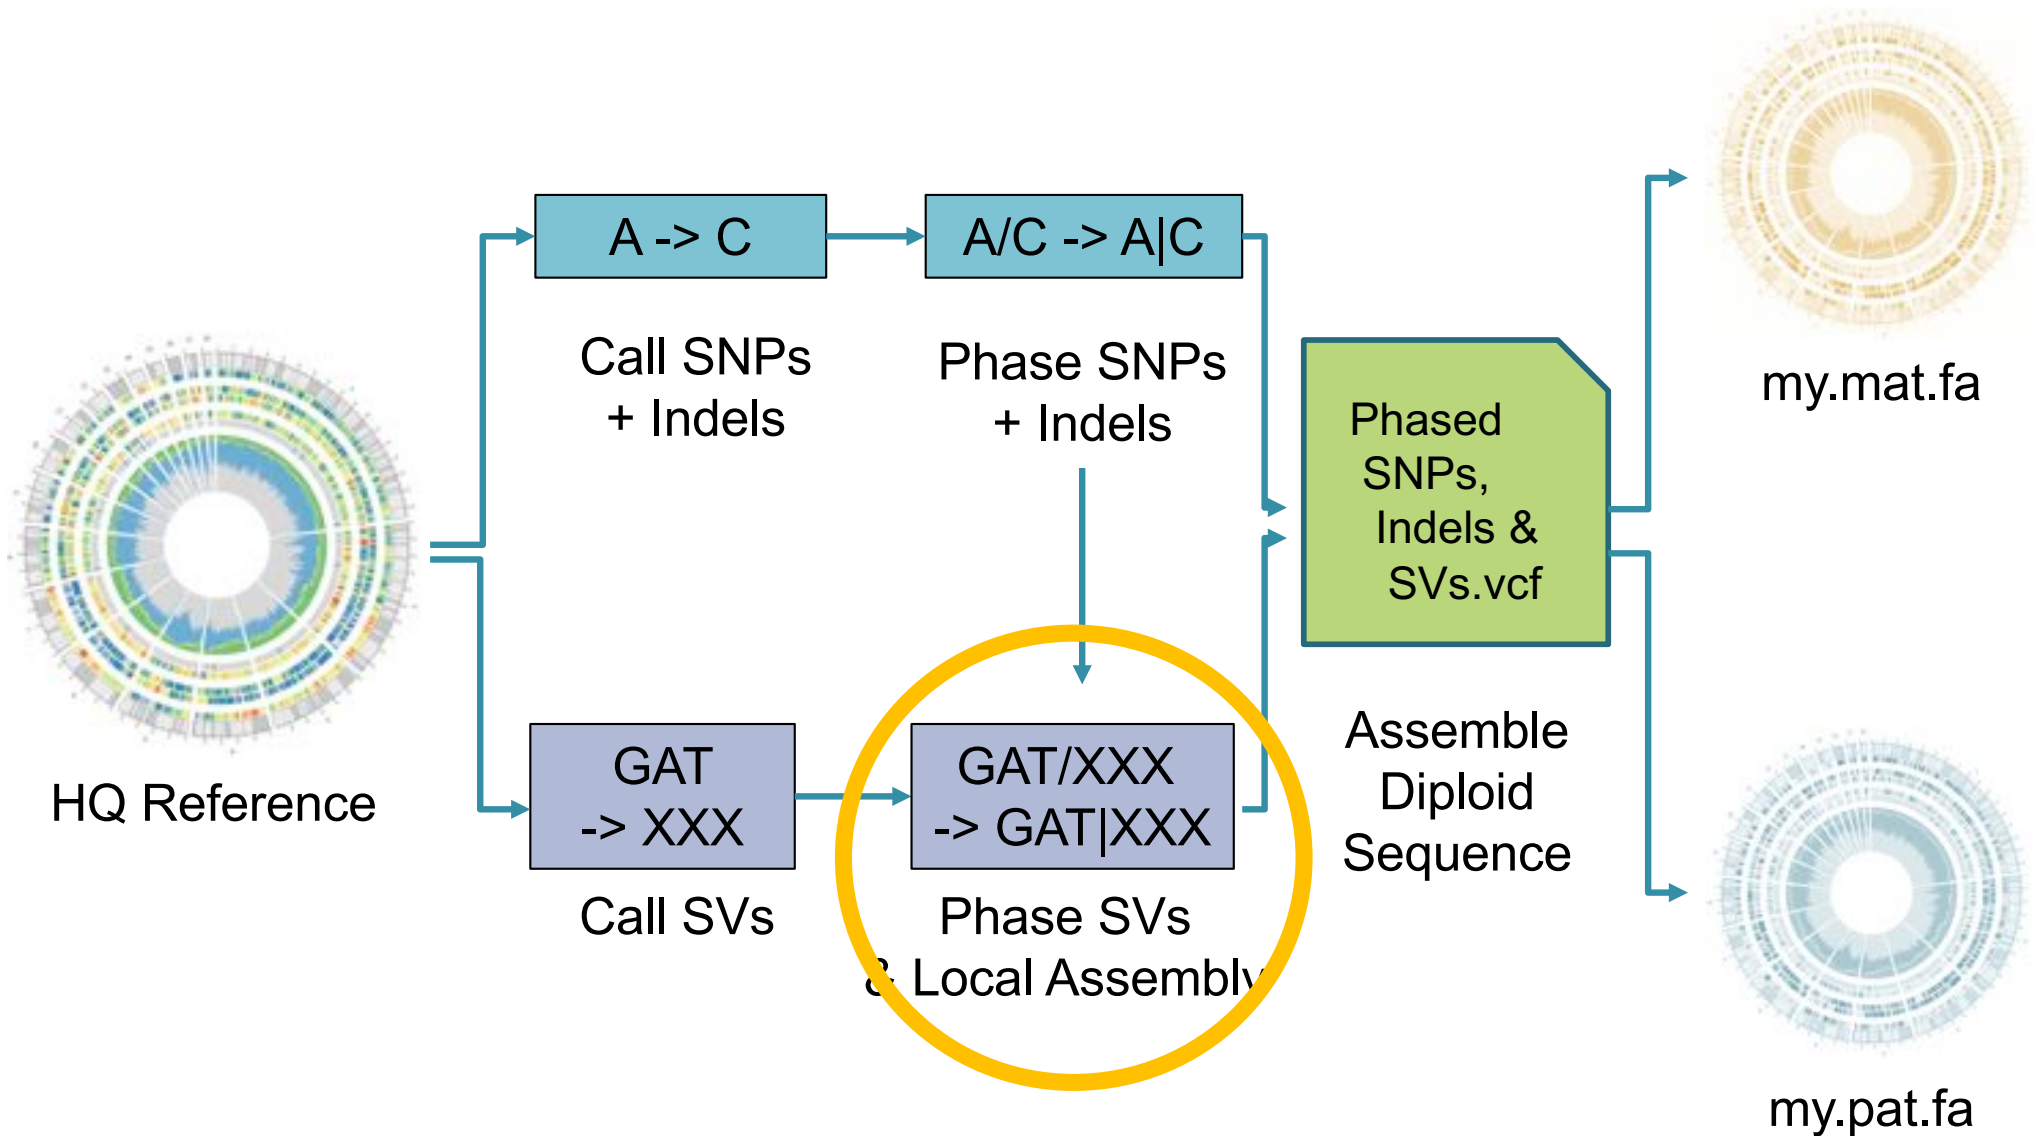 HQ Reference
A -> C
Call SNPs
+ Indels
A/C -> A|C
Phase SNPs
+ Indels
GAT
-> XXX
Call SVs
GAT/XXX
-> GAT|XXX
Phase SVs
& Local Assembly
Phased
SNPs,
Indels &
SVs.vcf
Assemble
Diploid
Sequence
my.mat.fa
my.pat.fa